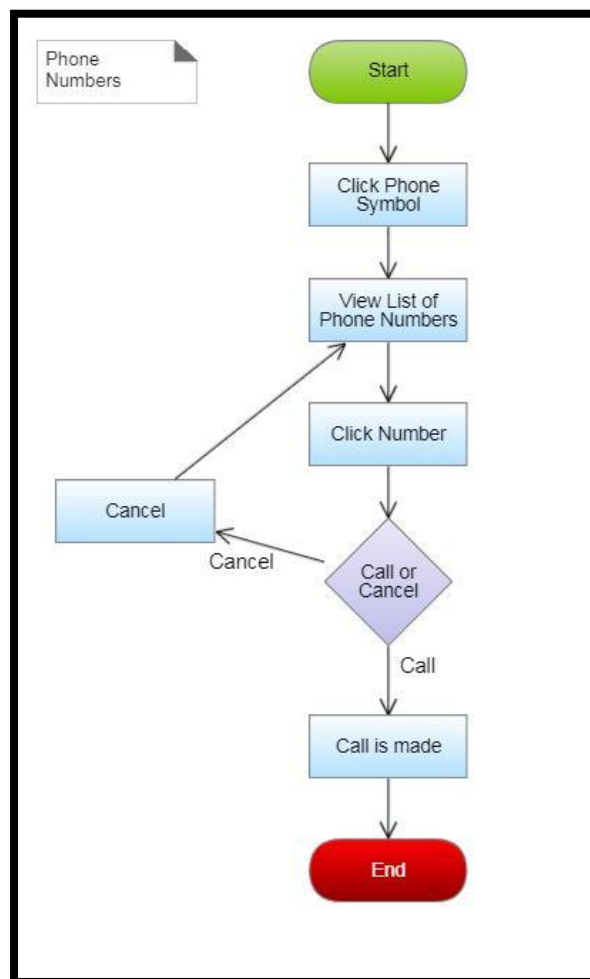 Phone
Numbers
Start
Click Phone
Symbol
View List of
Phone Numbers
Click Number
Cancel
Cancel
Call or
Cancel
Call
Call is made
End